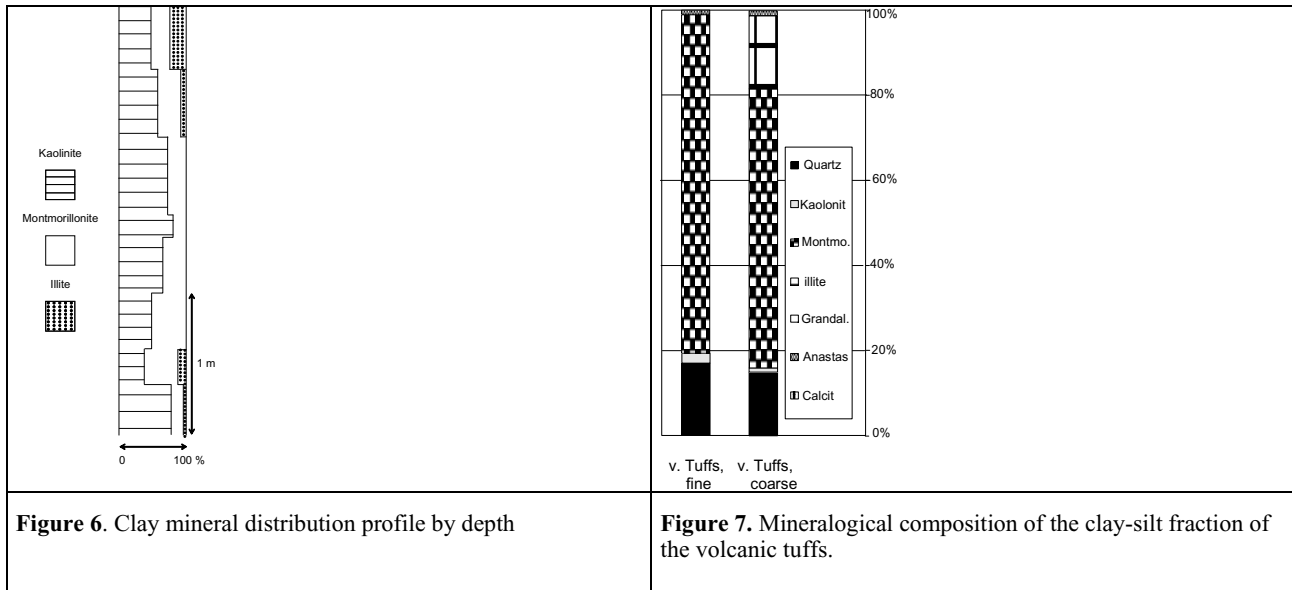 Kaolinite
Montmorillonite
Illite
1 m
0 100 %
100%
80%
60%
40%
20%
0%
Quartz
Kaolonit
Montmo.
illite
Grandal.
Anastas
Calcit
v. Tuffs, v. Tuffs,
fine coarse
Figure 6. Clay mineral distribution profile by depth
Figure 7. Mineralogical composition of the clay-silt fraction of
the volcanic tuffs.